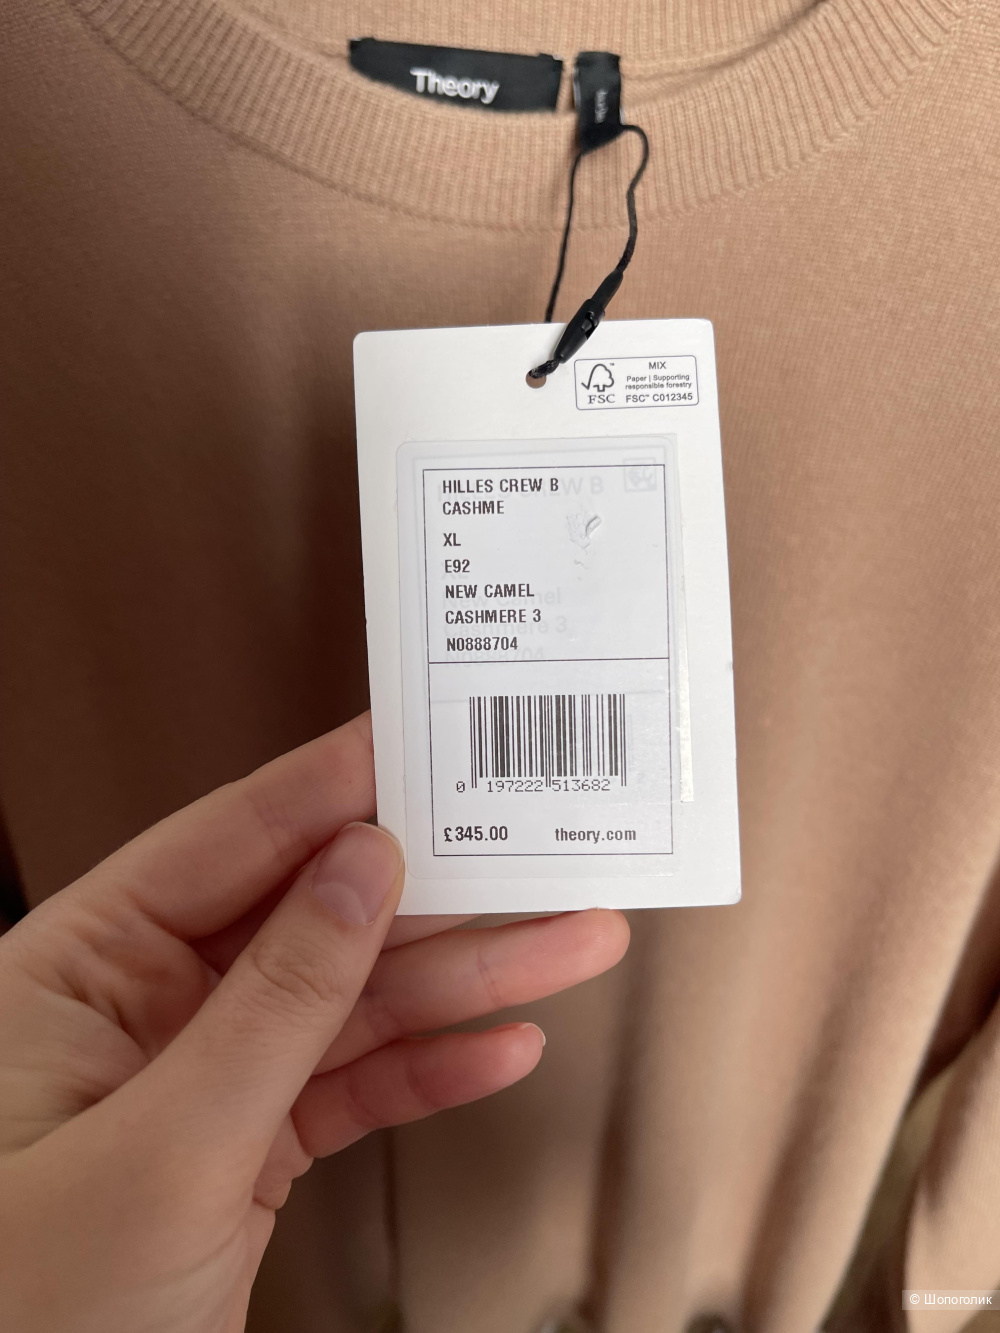 Theory
MIX
Paper | Supporting
responsible forestry
FSC™ C012345
FSC
HILLES CREW B
CASHME
XL
E92
NEW CAMEL
CASHMERE 3
N0888704
0 197222 513682
£345.00 theory.com
© Шопоголик